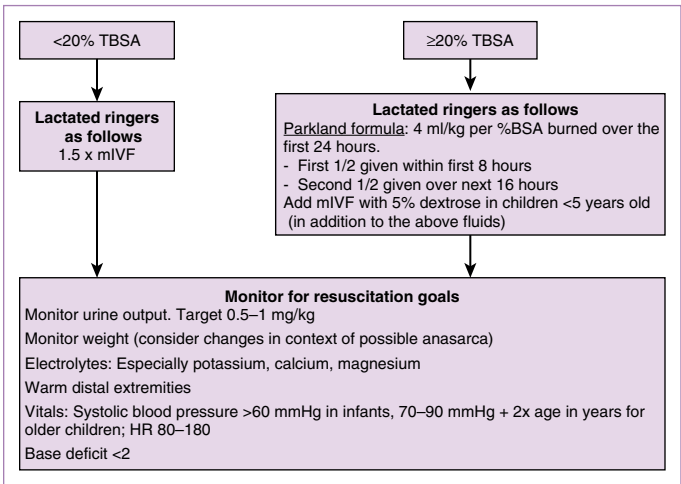 <20% TBSA
≥20% TBSA
Lactated ringers
as follows
1.5 x mIVF
Lactated ringers as follows
Parkland formula: 4 ml/kg per %BSA burned over the
first 24 hours.
- First 1/2 given within first 8 hours
- Second 1/2 given over next 16 hours
Add mIVF with 5% dextrose in children <5 years old
(in addition to the above fluids)
Monitor for resuscitation goals
Monitor urine output. Target 0.5–1 mg/kg
Monitor weight (consider changes in context of possible anasarca)
Electrolytes: Especially potassium, calcium, magnesium
Warm distal extremities
Vitals: Systolic blood pressure >60 mmHg in infants, 70–90 mmHg + 2x age in years for
older children; HR 80–180
Base deficit <2